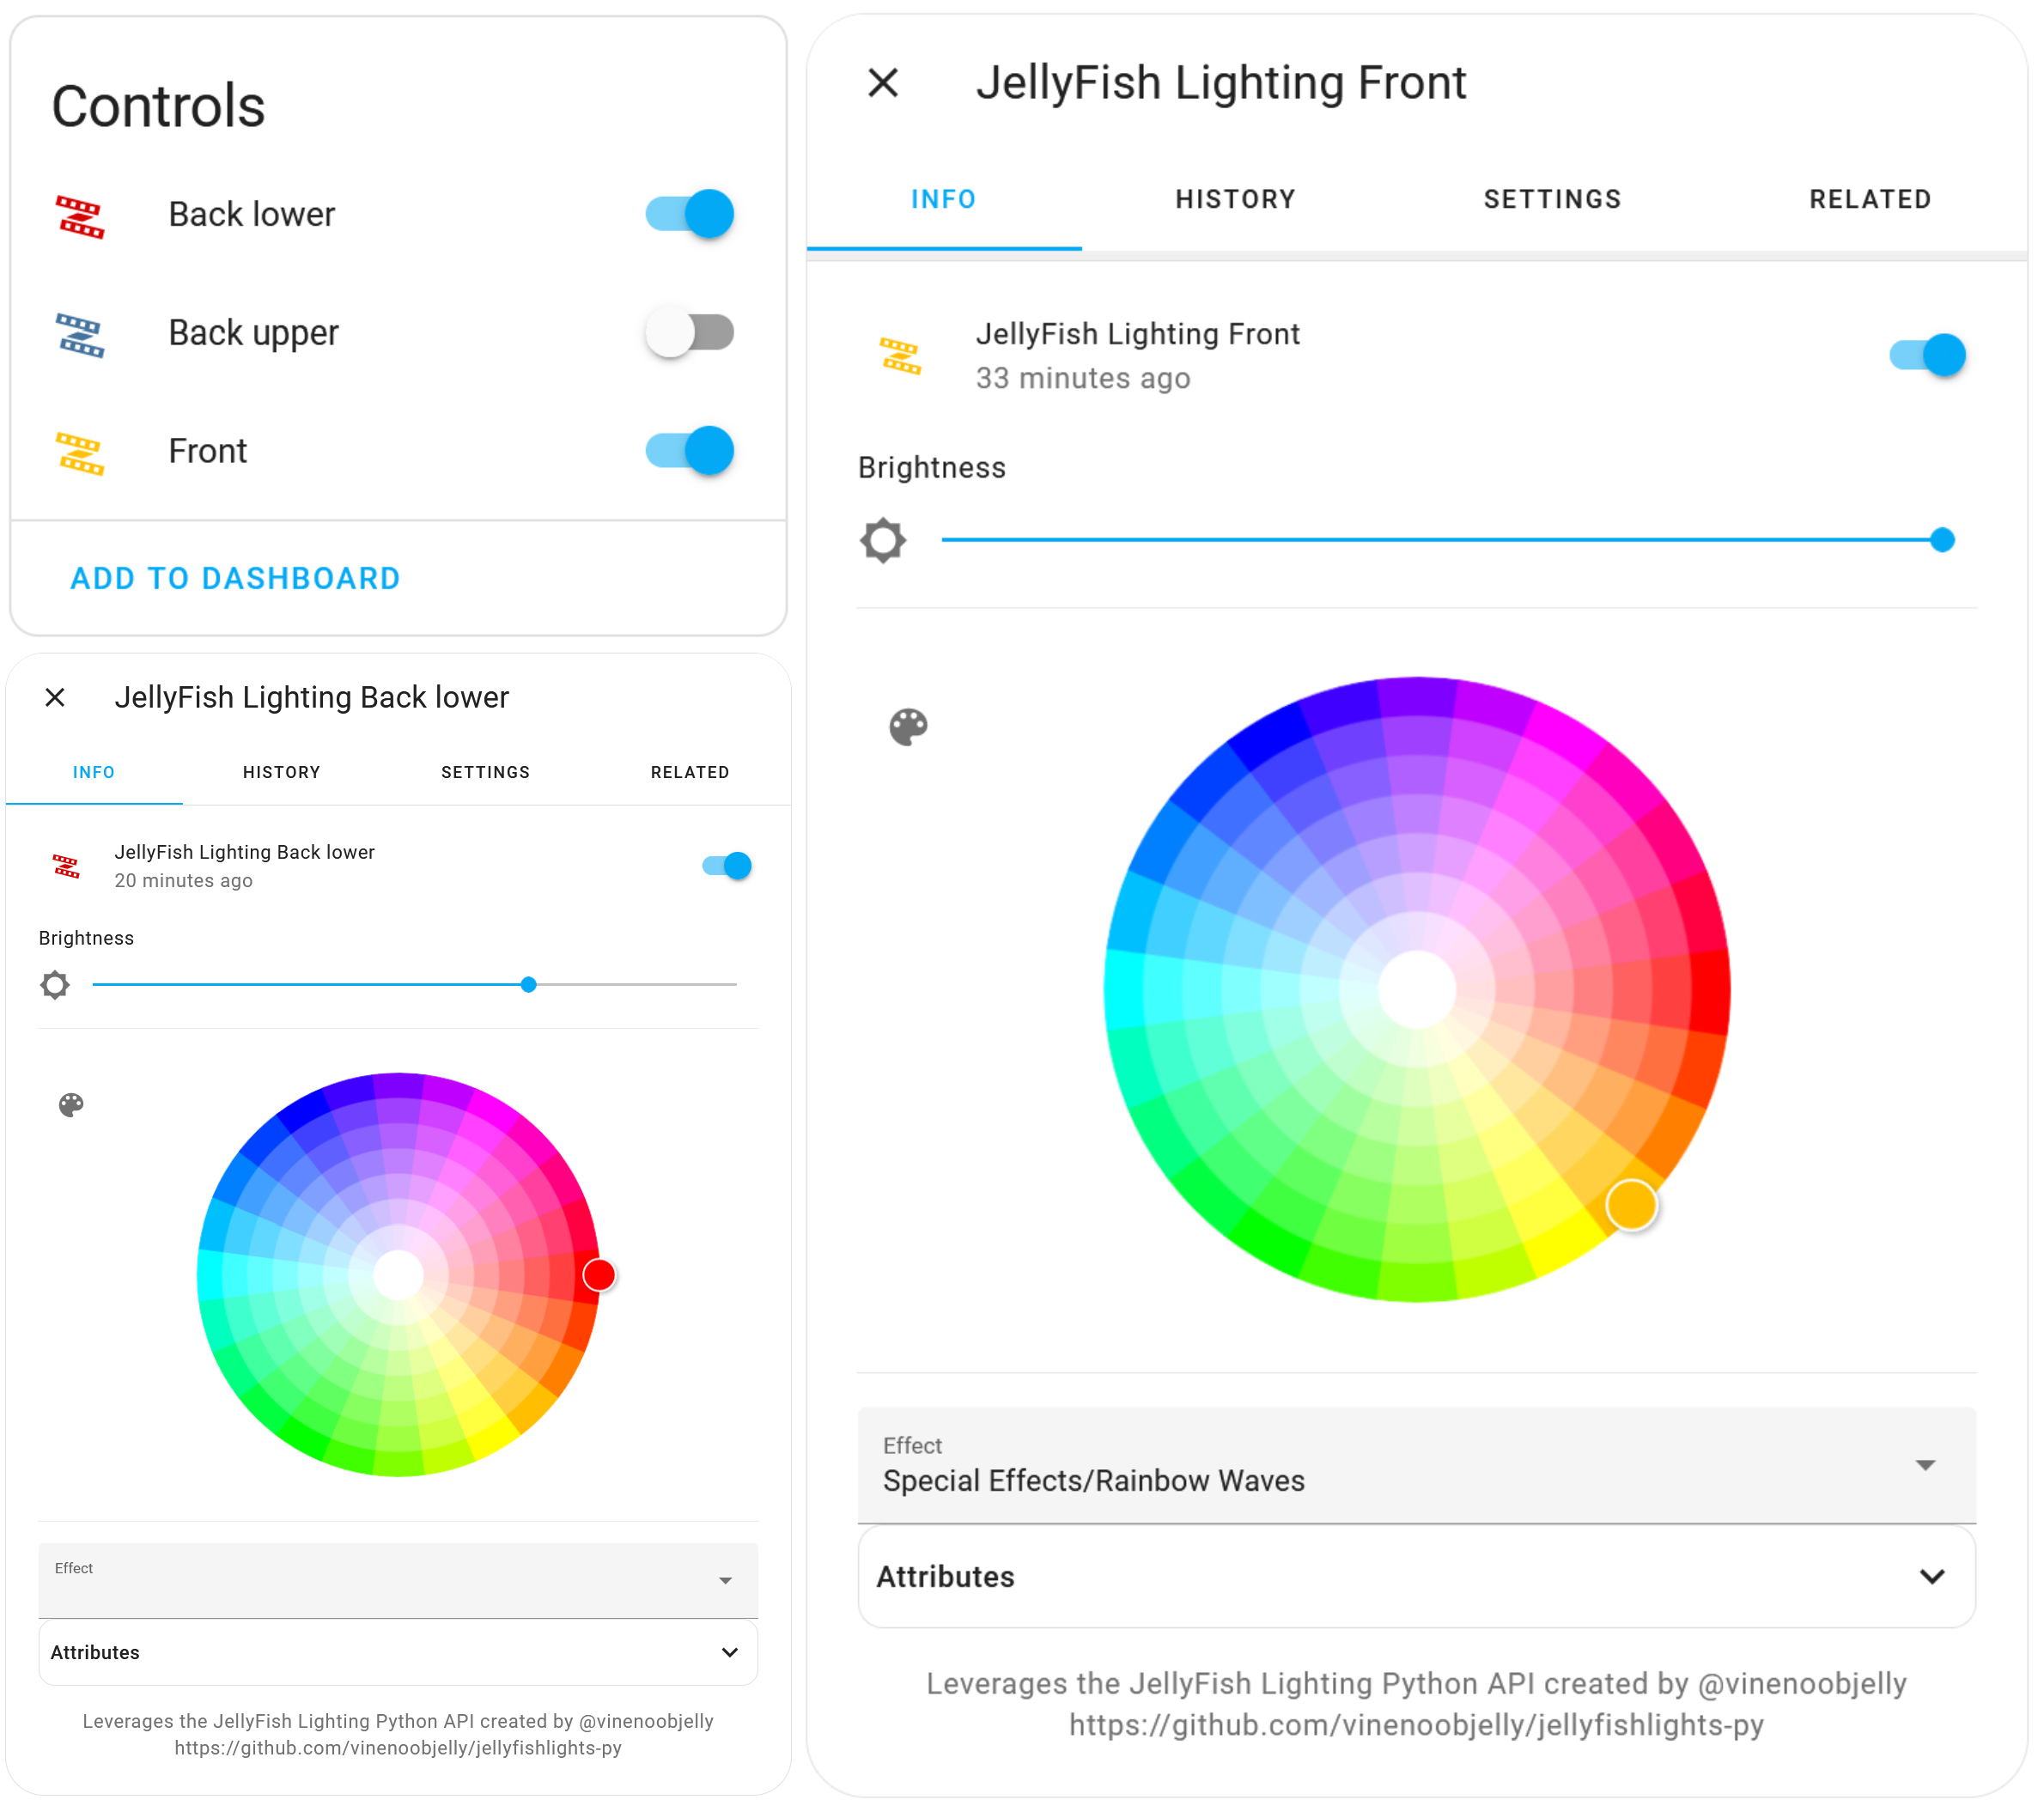 Controls
Back lower
Back upper
Front
ADD TO DASHBOARD
JellyFish Lighting Back lower
INFO HISTORY SETTINGS RELATED
JellyFish Lighting Back lower
20 minutes ago
Brightness
Effect
Attributes
Leverages the JellyFish Lighting Python API created by @vinenoobjelly
https://github.com/vinenoobjelly/jellyfishlights-py
JellyFish Lighting Front
INFO HISTORY SETTINGS RELATED
JellyFish Lighting Front
33 minutes ago
Brightness
Effect
Special Effects/Rainbow Waves
Attributes
Leverages the JellyFish Lighting Python API created by @vinenoobjelly
https://github.com/vinenoobjelly/jellyfishlights-py